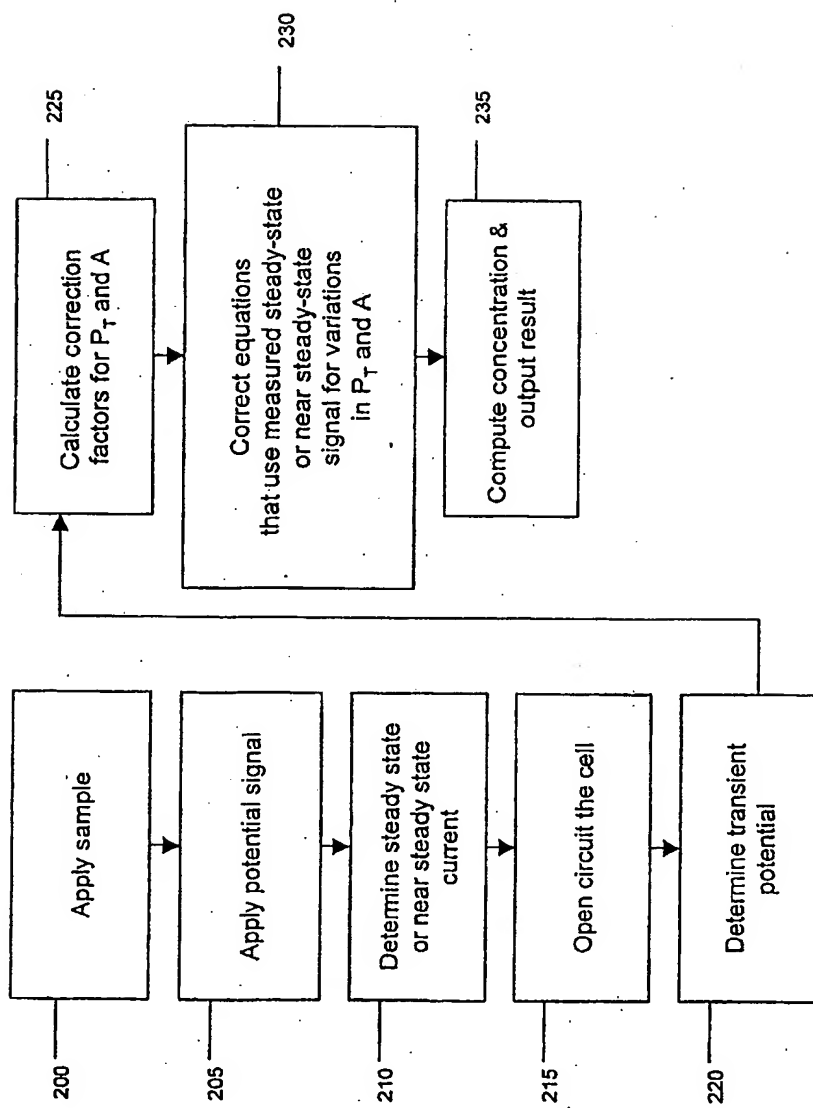 200
Apply sample
205
Apply potential signal
210
Determine steady state
or near steady state
current
215
Open circuit the cell
220
Determine transient
potential
225
Calculate correction
factors for P_T and A
230
Correct equations
that use measured steady-state
or near steady-state
signal for variations
in P_T and A
235
Compute concentration &
output result